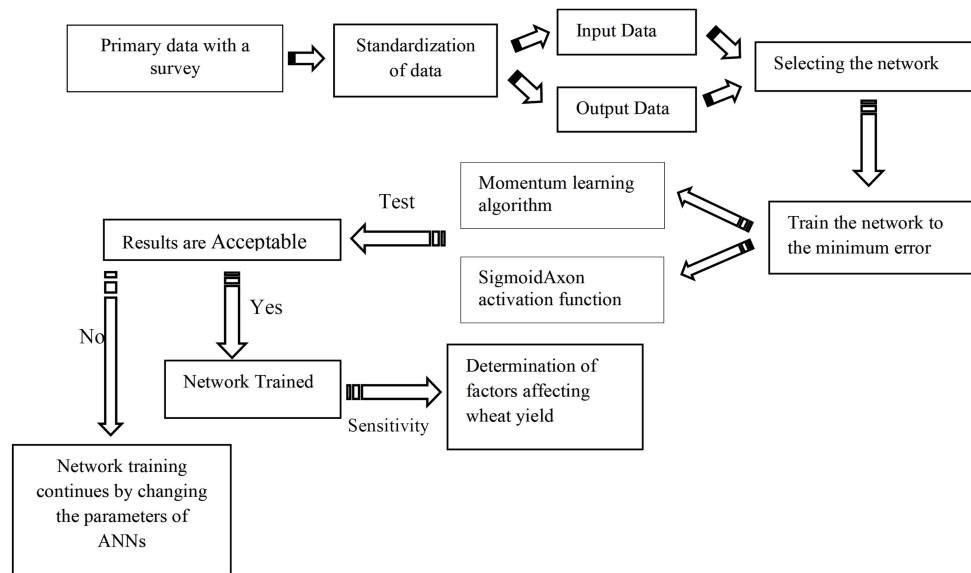 Primary data with a
survey
Standardization
of data
Input Data
Output Data
Selecting the network
Train the network to
the minimum error
Momentum learning
algorithm
SigmoidAxon
activation function
Test
Results are Acceptable
No
Yes
Network Trained
Sensitivity
Determination of
factors affecting
wheat yield
Network training
continues by changing
the parameters of
ANNs